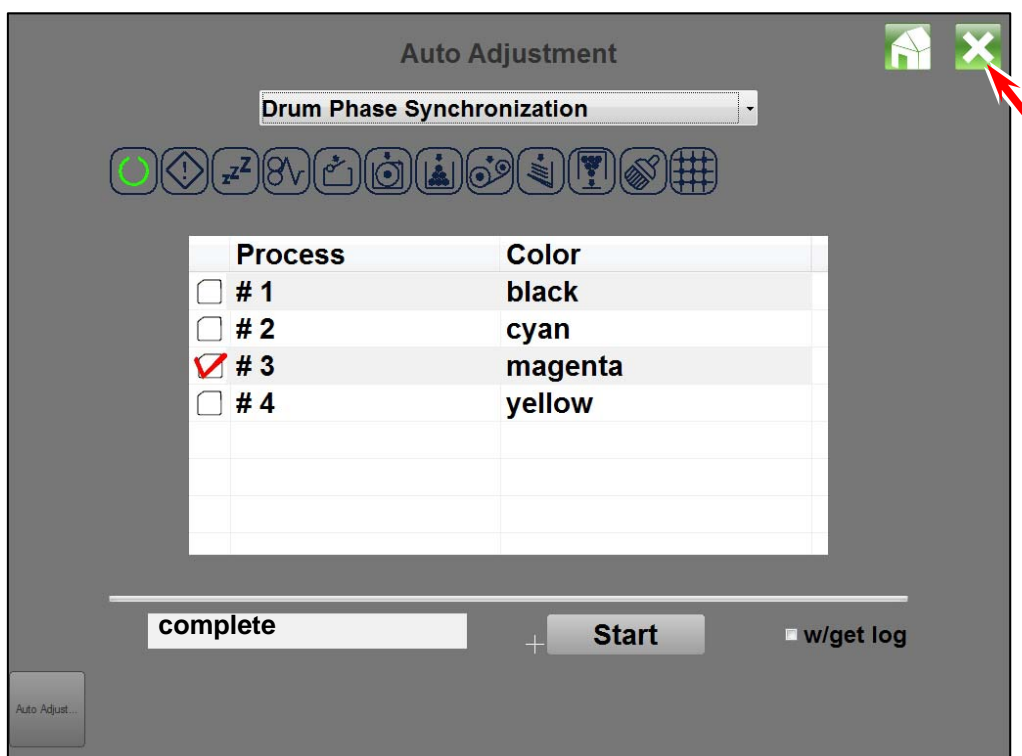 Auto Adjustment
Drum Phase Synchronization
zzZ
Process Color
# 1 black
# 2 cyan
# 3 magenta
# 4 yellow
complete
Start
w/get log
Auto Adjust...